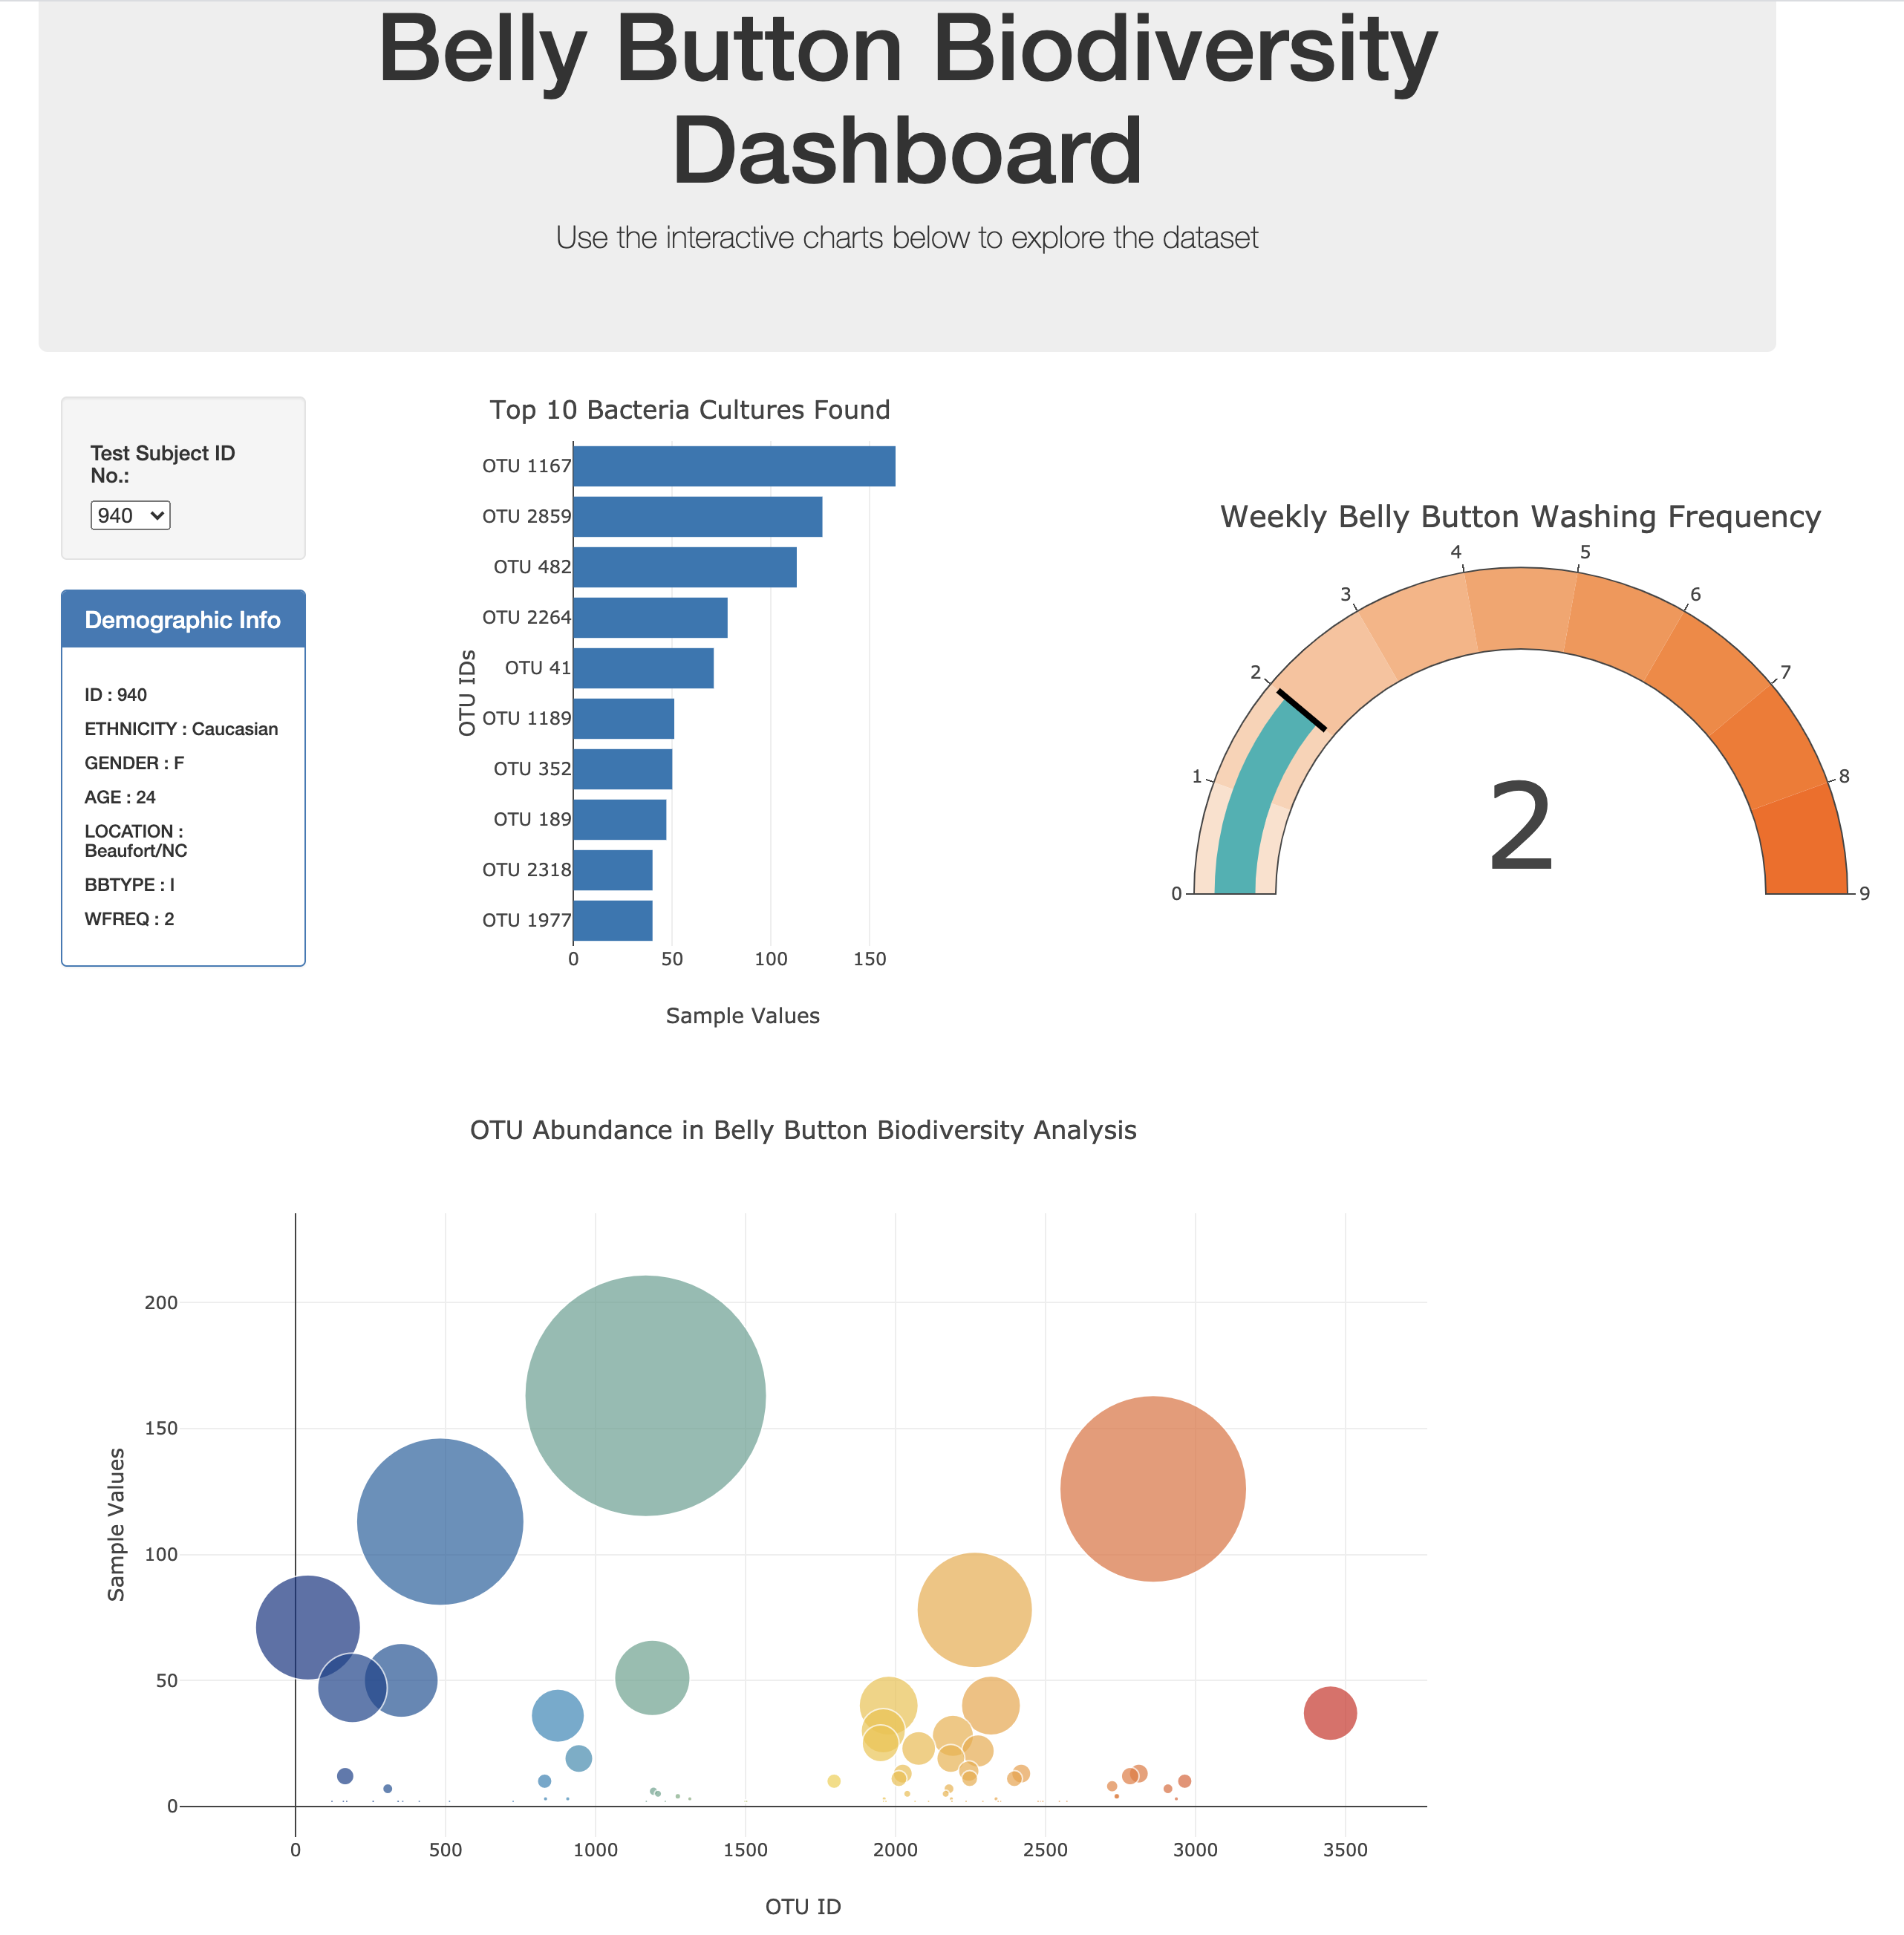 Belly Button Biodiversity
Dashboard
Use the interactive charts below to explore the dataset
Test Subject ID
No.:
940
Demographic Info
ID : 940
ETHNICITY : Caucasian
GENDER : F
AGE : 24
LOCATION :
Beaufort/NC
BBTYPE : I
WFREQ : 2
Top 10 Bacteria Cultures Found
OTU IDs
OTU 1167
OTU 2859
OTU 482
OTU 2264
OTU 41
OTU 1189
OTU 352
OTU 189
OTU 2318
OTU 1977
0 50 100 150
Sample Values
Weekly Belly Button Washing Frequency
0 1 2 3 4 5 6 7 8 9
2
OTU Abundance in Belly Button Biodiversity Analysis
Sample Values
200
150
100
50
0
0 500 1000 1500 2000 2500 3000 3500
OTU ID